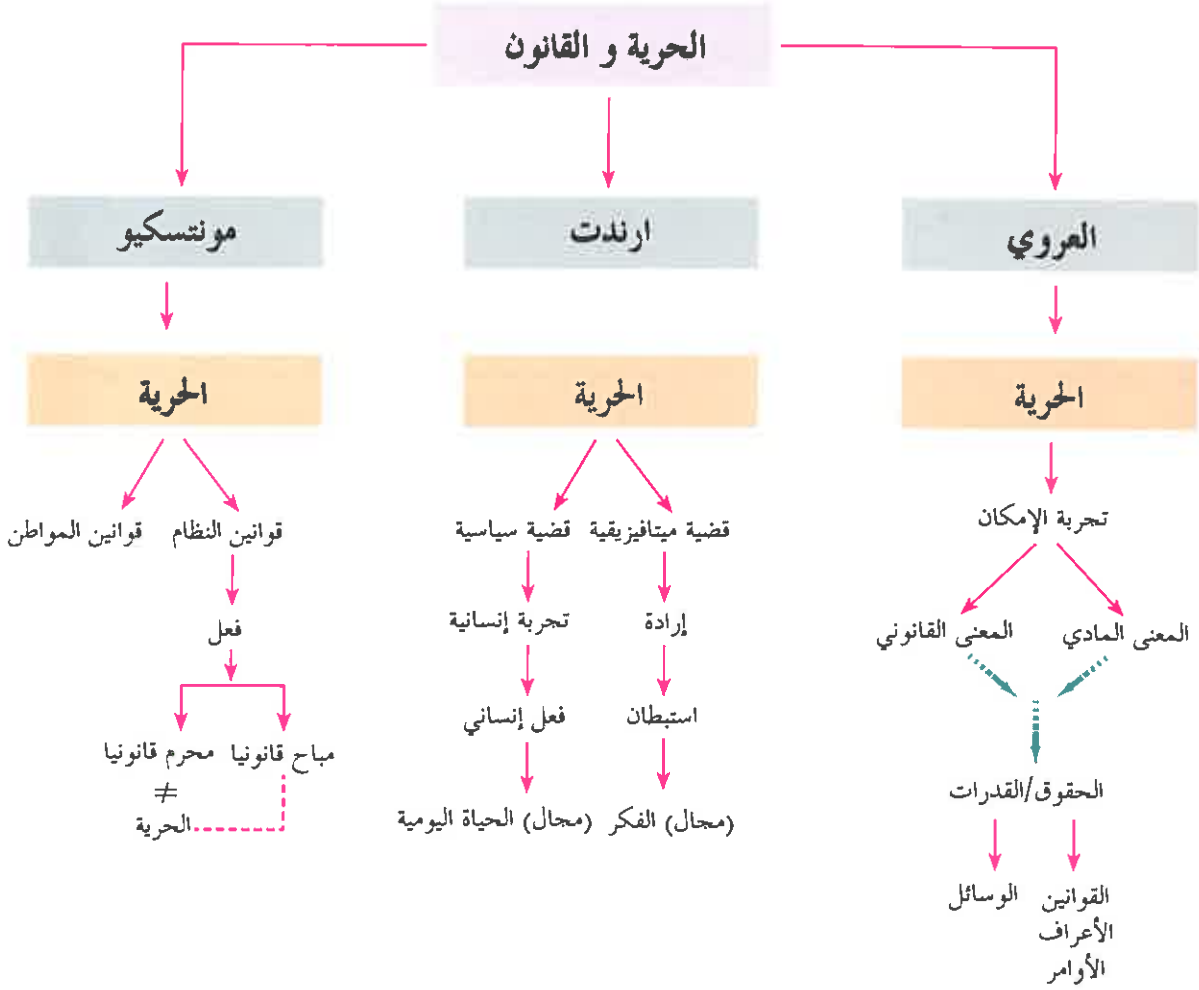 الحرية و القانون
العروي
ارندت
مونتسكيو
الحرية
الحرية
الحرية
تجربة الإمكان
المعنى المادي
المعنى القانوني
الحقوق/القدرات
القوانين
الأعراف
الأوامر
الوسائل
قضية ميتافيزيقية
إرادة
استبطان
(مجال) الفكر
قضية سياسية
تجربة إنسانية
فعل إنساني
(مجال) الحياة اليومية
قوانين النظام
قوانين المواطن
فعل
مباح قانونيا
محرم قانونيا
≠
الحرية